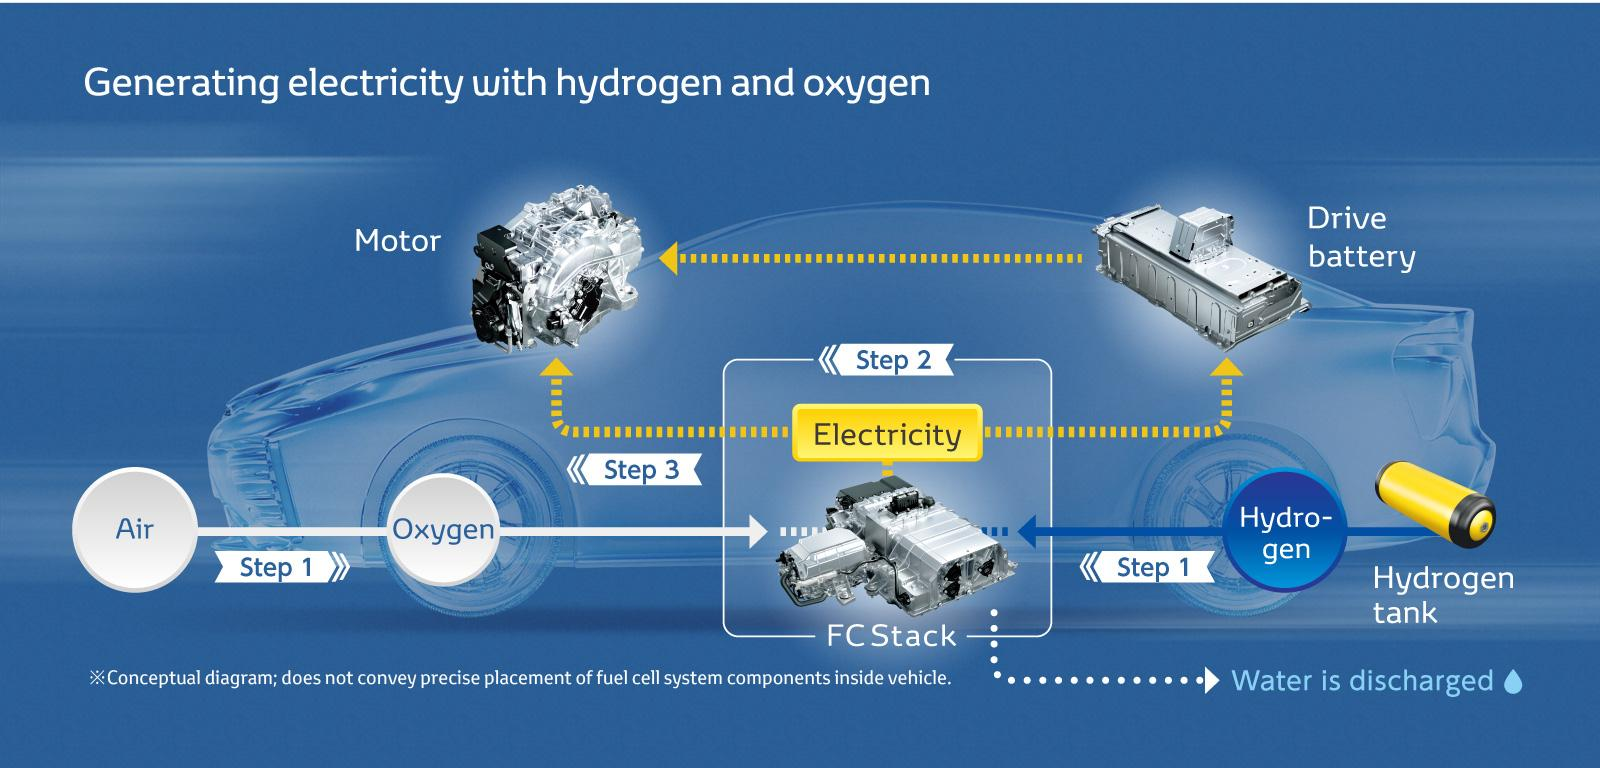 Generating electricity with hydrogen and oxygen
Motor
Drive
battery
Step 2
Electricity
Step 3
Air
Oxygen
Hydro-
gen
Step 1
Step 1
Hydrogen
tank
FC Stack
※Conceptual diagram; does not convey precise placement of fuel cell system components inside vehicle.
Water is discharged